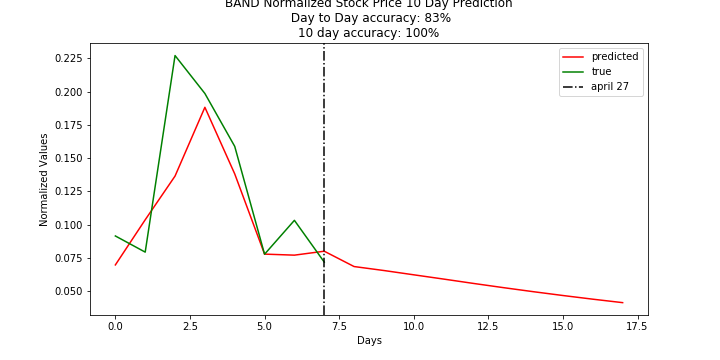 BAND Normalized Stock Price 10 Day Prediction
Day to Day accuracy: 83%
10 day accuracy: 100%
predicted
true
april 27
Normalized Values
0.225
0.200
0.175
0.150
0.125
0.100
0.075
0.050
0.0 2.5 5.0 7.5 10.0 12.5 15.0 17.5
Days